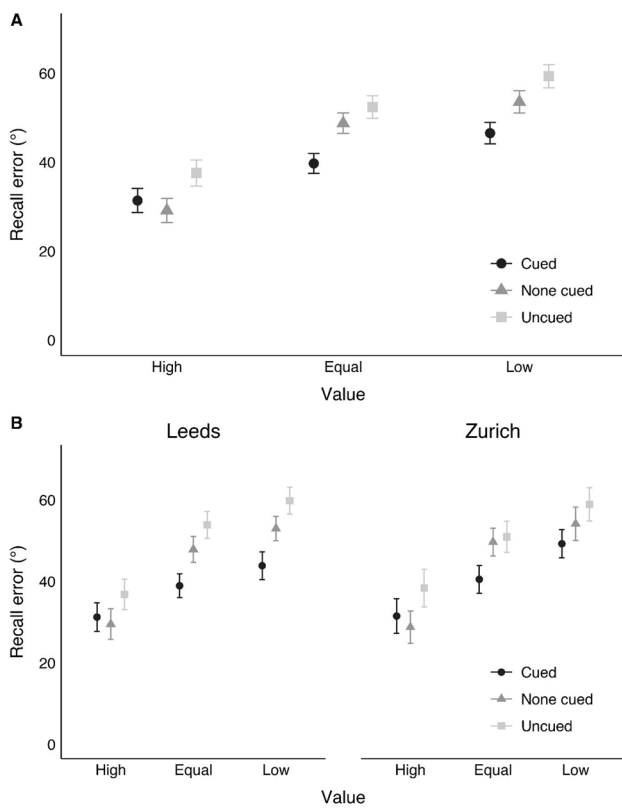 A
Recall error (°)
60
40
20
0
Cued
None cued
Uncued
High Equal Low
Value
B
Leeds Zurich
Recall error (°)
60
40
20
0
Cued
None cued
Uncued
High Equal Low High Equal Low
Value Value